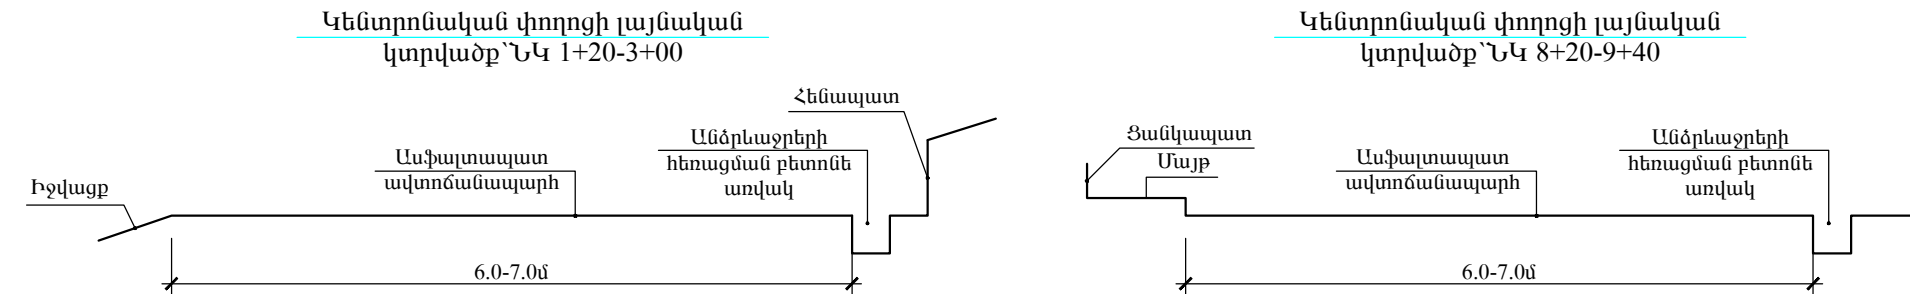 Կենտրոնական փողոցի լայնական
կտրվածք՝ՆԿ 1+20-3+00
Հենապատ
Անձրևաջրերի
հեռացման բետոնե
առվակ
Ասֆալտապատ
ավտոճանապարհ
Իջվացք
6.0-7.0մ
Կենտրոնական փողոցի լայնական
կտրվածք՝ՆԿ 8+20-9+40
Ցանկապատ
Մայթ
Ասֆալտապատ
ավտոճանապարհ
Անձրևաջրերի
հեռացման բետոնե
առվակ
6.0-7.0մ